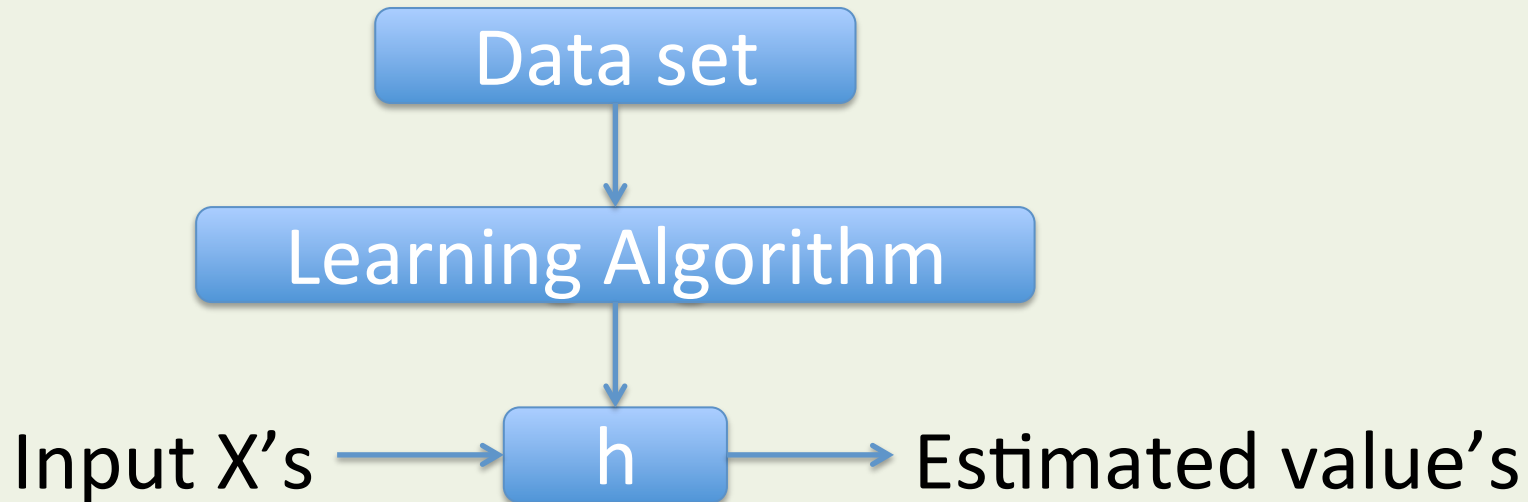 Data set
Learning Algorithm
Input X’s h Estimated value’s